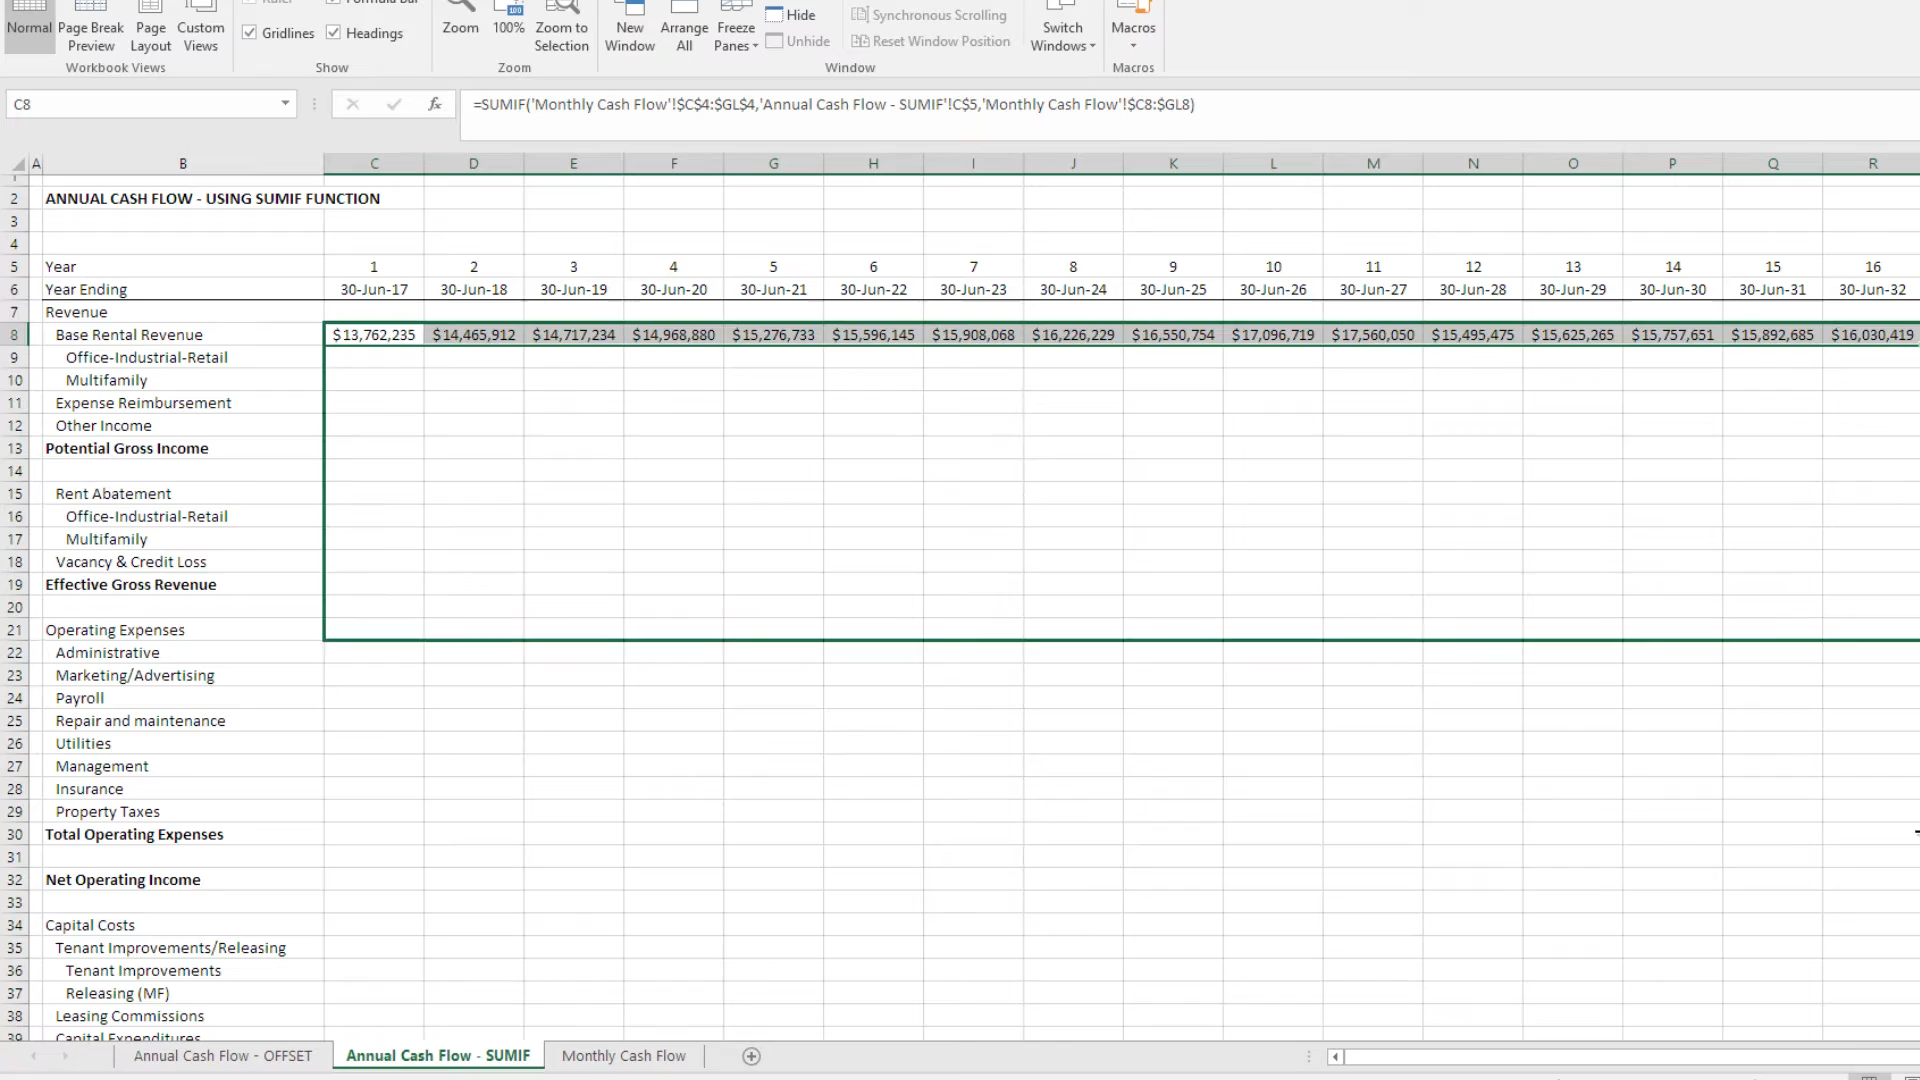 Ruler Formula Bar
Normal Page Break Preview Page Layout Custom Views Gridlines Headings Zoom 100% Zoom to Selection New Window Arrange All Freeze Panes Hide Unhide Synchronous Scrolling Reset Window Position Switch Windows Macros
Workbook Views Show Zoom Window Macros
C8 fx =SUMIF('Monthly Cash Flow'!$C$4:$GL$4,'Annual Cash Flow - SUMIF'!C$5,'Monthly Cash Flow'!$C8:$GL8)
A B C D E F G H I J K L M N O P Q R
2 ANNUAL CASH FLOW - USING SUMIF FUNCTION
3
4
5 Year 1 2 3 4 5 6 7 8 9 10 11 12 13 14 15 16
6 Year Ending 30-Jun-17 30-Jun-18 30-Jun-19 30-Jun-20 30-Jun-21 30-Jun-22 30-Jun-23 30-Jun-24 30-Jun-25 30-Jun-26 30-Jun-27 30-Jun-28 30-Jun-29 30-Jun-30 30-Jun-31 30-Jun-32
7 Revenue
8 Base Rental Revenue $13,762,235 $14,465,912 $14,717,234 $14,968,880 $15,276,733 $15,596,145 $15,908,068 $16,226,229 $16,550,754 $17,096,719 $17,560,050 $15,495,475 $15,625,265 $15,757,651 $15,892,685 $16,030,419
9 Office-Industrial-Retail
10 Multifamily
11 Expense Reimbursement
12 Other Income
13 Potential Gross Income
14
15 Rent Abatement
16 Office-Industrial-Retail
17 Multifamily
18 Vacancy & Credit Loss
19 Effective Gross Revenue
20
21 Operating Expenses
22 Administrative
23 Marketing/Advertising
24 Payroll
25 Repair and maintenance
26 Utilities
27 Management
28 Insurance
29 Property Taxes
30 Total Operating Expenses
31
32 Net Operating Income
33
34 Capital Costs
35 Tenant Improvements/Releasing
36 Tenant Improvements
37 Releasing (MF)
38 Leasing Commissions
39 Capital Expenditures
Annual Cash Flow - OFFSET Annual Cash Flow - SUMIF Monthly Cash Flow